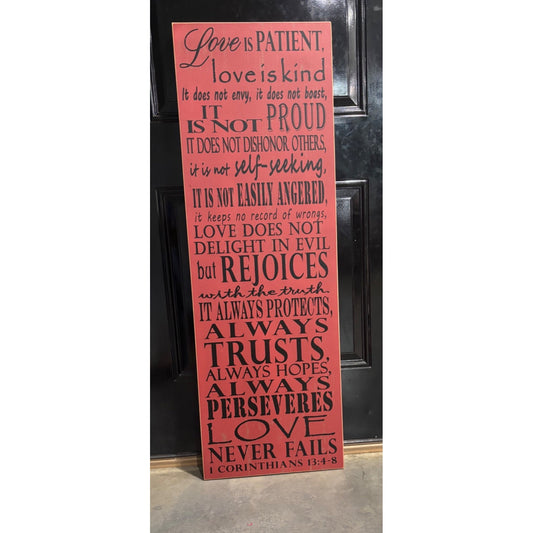 Love is PATIENT,
love is kind
It does not envy, it does not boast,
IT
IS NOT PROUD
IT DOES NOT DISHONOR OTHERS,
it is not self-seeking,
IT IS NOT EASILY ANGERED,
it keeps no record of wrongs,
LOVE DOES NOT
DELIGHT IN EVIL
but REJOICES
with the truth.
IT ALWAYS PROTECTS,
ALWAYS
TRUSTS,
ALWAYS HOPES,
ALWAYS
PERSEVERES
LOVE
NEVER FAILS
1 CORINTHIANS 13:4-8